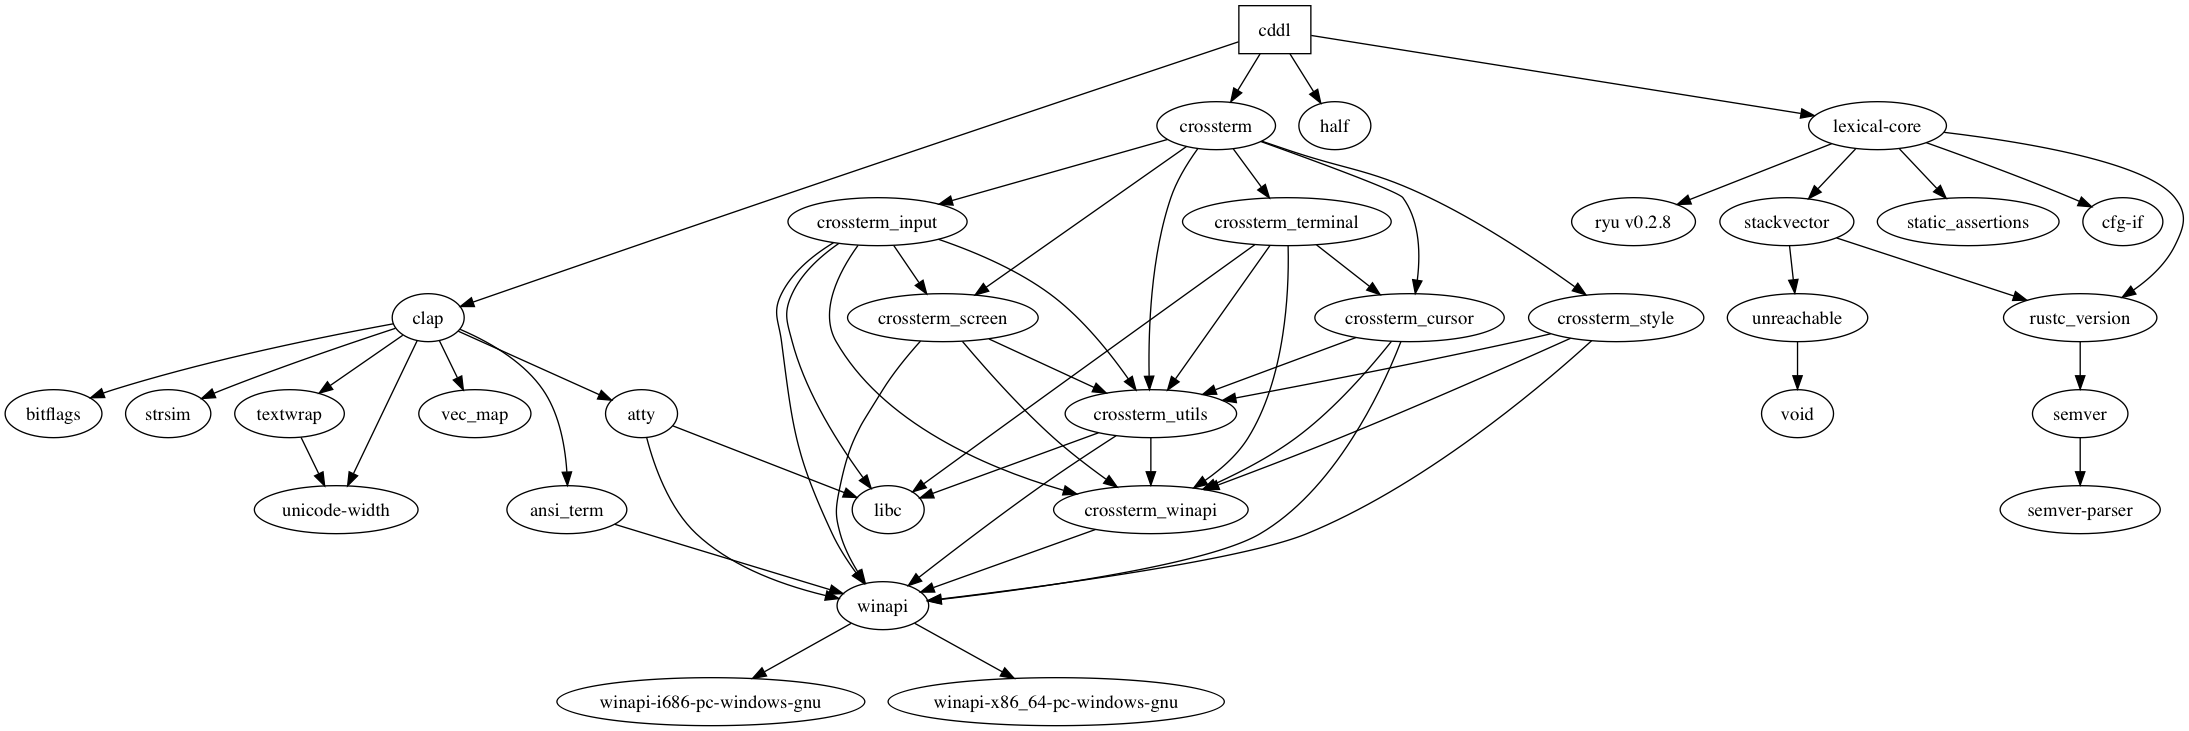 cddl
crossterm
half
lexical-core
crossterm_input
crossterm_terminal
ryu v0.2.8
stackvector
static_assertions
cfg-if
clap
crossterm_screen
crossterm_cursor
crossterm_style
unreachable
rustc_version
bitflags
strsim
textwrap
vec_map
atty
crossterm_utils
void
semver
unicode-width
ansi_term
libc
crossterm_winapi
semver-parser
winapi
winapi-i686-pc-windows-gnu
winapi-x86_64-pc-windows-gnu